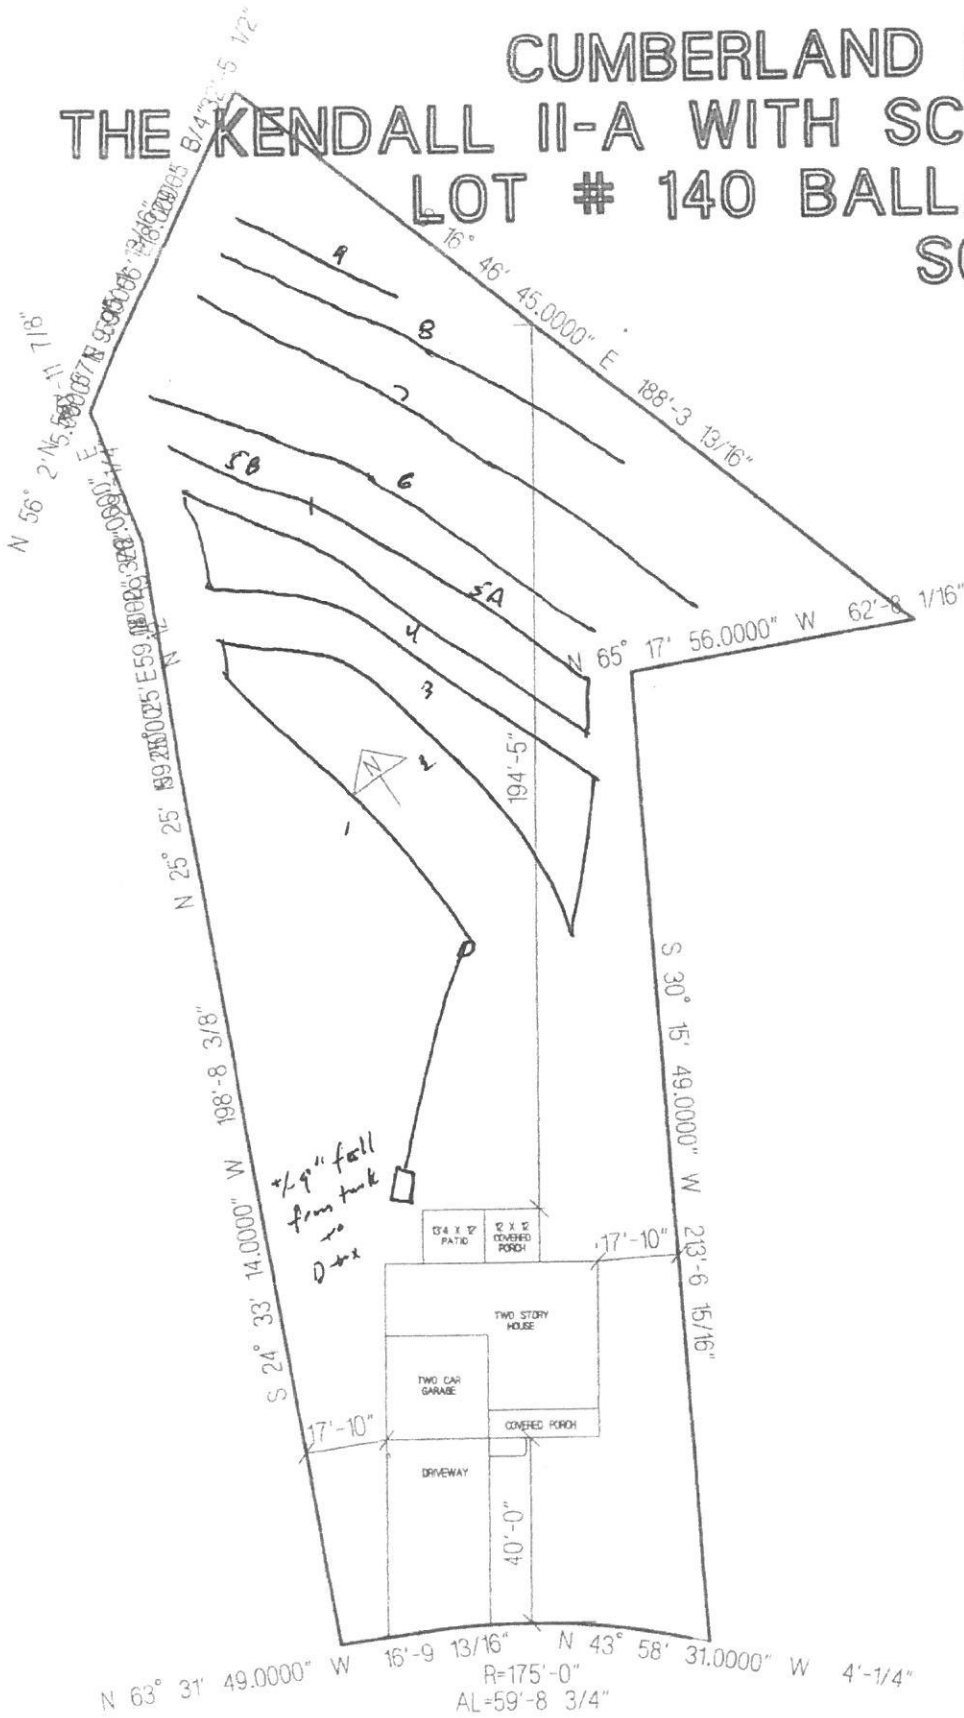 CUMBERLAND
THE KENDALL II-A WITH SC
LOT # 140 BALL
SC
16° 46' 45.0000" E 188'-3 13/16"
9
8
7
6
5B
1
5A
4
3
2
1
N
D
N 65° 17' 56.0000" W 62'-8 1/16"
194'-5"
N 25° 25'
S 30° 15' 49.0000" W 213'-6 15/16"
S 24° 33' 14.0000" W 198'-8 3/8"
+/- 9" fall
from tank
to
D-box
13'4 X 12'
PATIO
12 X 12
COVERED
PORCH
17'-10"
TWO STORY
HOUSE
TWO CAR
GARAGE
COVERED PORCH
17'-10"
DRIVEWAY
40'-0"
N 63° 31' 49.0000" W 16'-9 13/16"
N 43° 58' 31.0000" W 4'-1/4"
R=175'-0"
AL=59'-8 3/4"